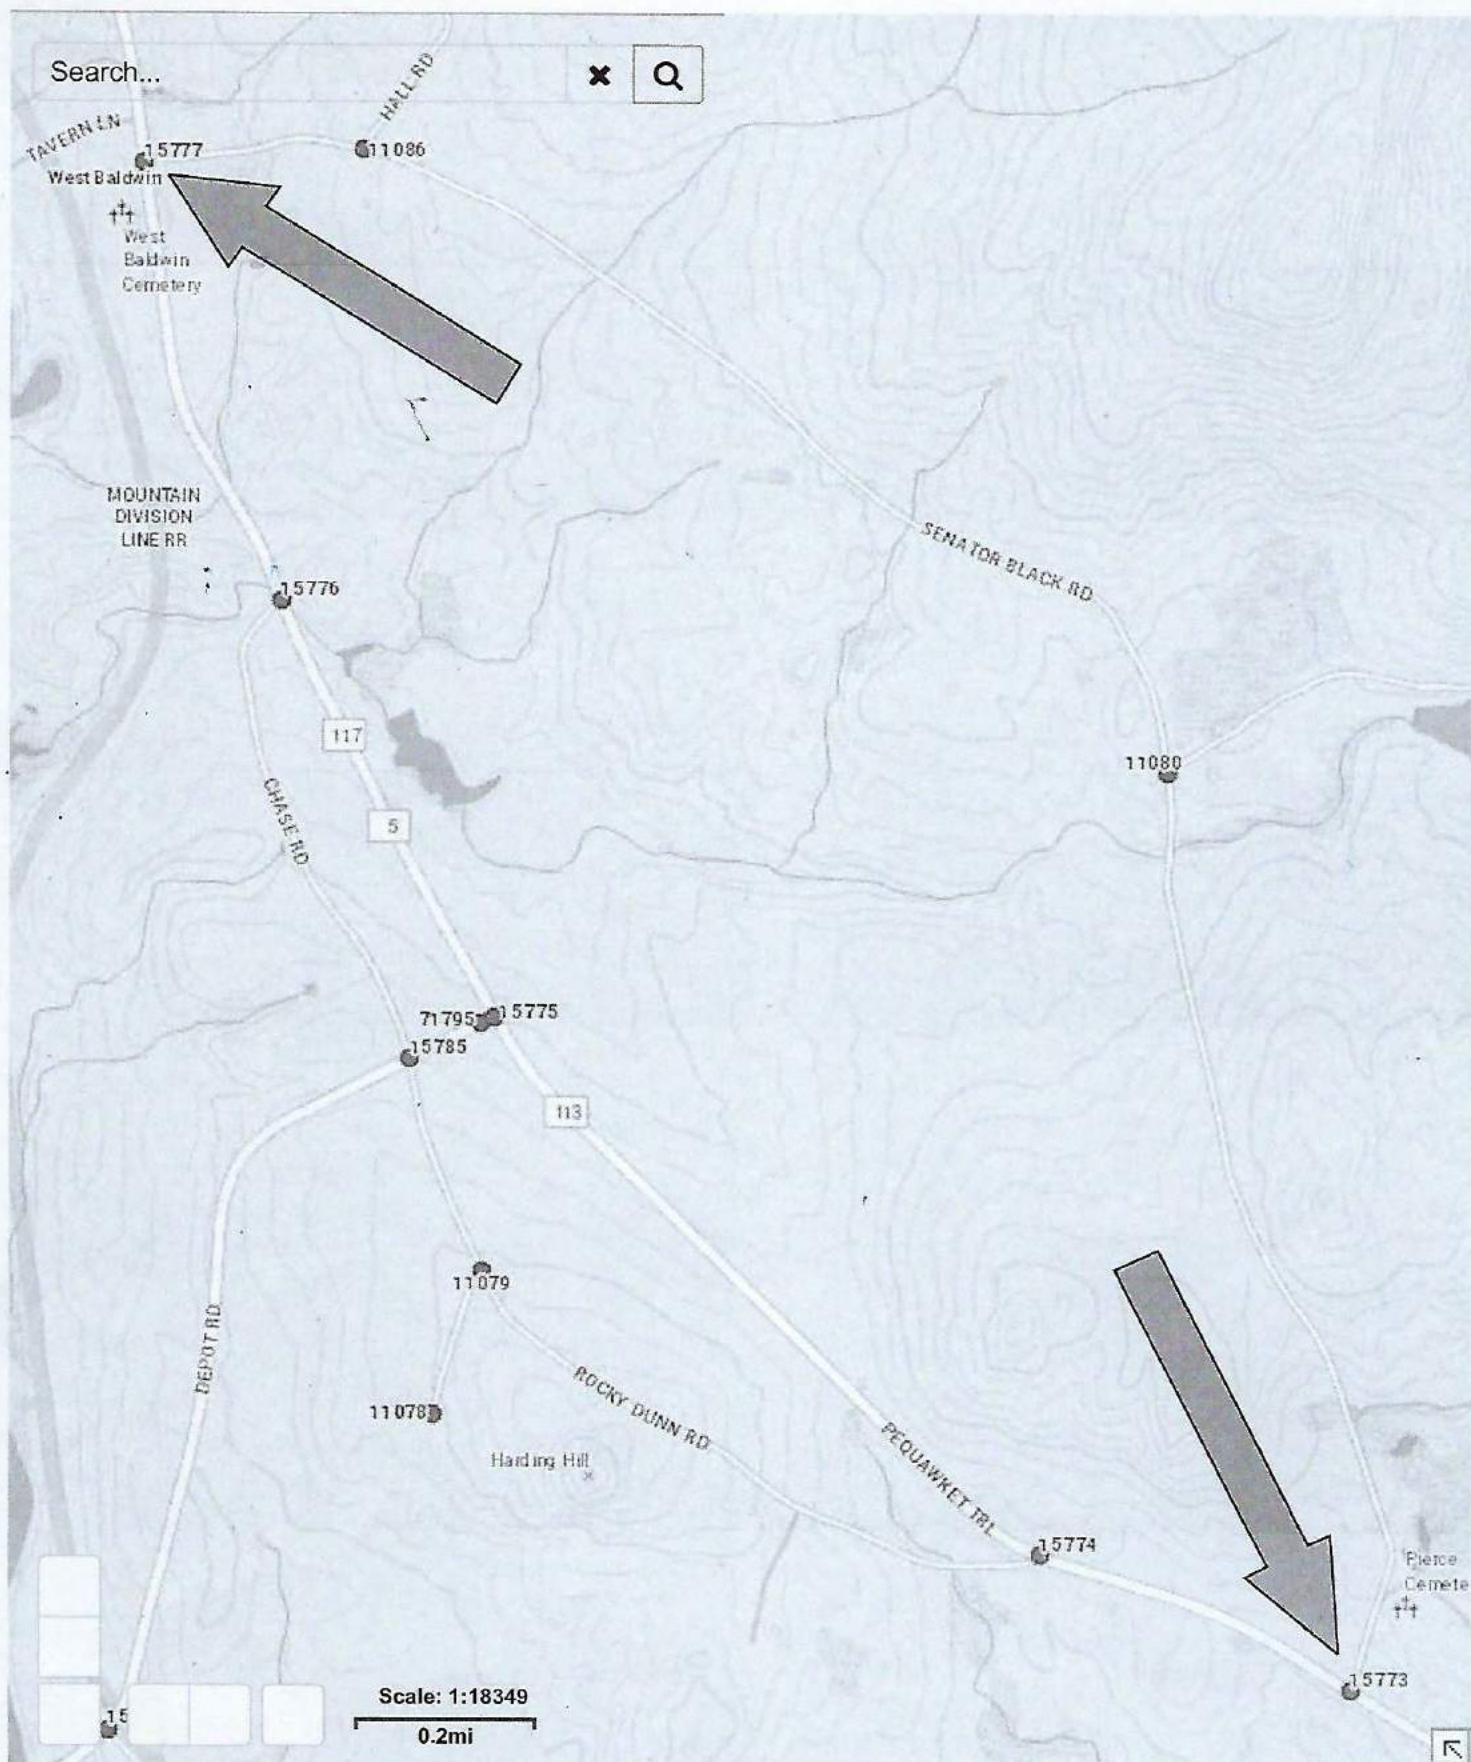 Search...
HALL RD
TAVERN LN
15777
11086
West Baldwin
West
Baldwin
Cemetery
MOUNTAIN
DIVISION
LINE RR
SENATOR BLACK RD
15776
117
11080
5
CHASE RD
71795
15775
15785
113
11079
DEPOT RD
ROCKY DUNN RD
11078
PEQUAWKET TRL
Harding Hill
15774
Pierce
Cemete
15773
Scale: 1:18349
15
0.2mi